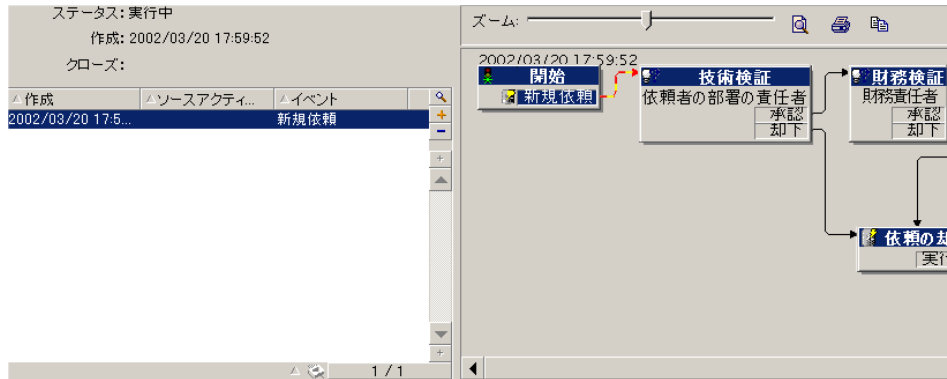 ステータス: 実行中
作成: 2002/03/20 17:59:52
クローズ:
作成 ソースアクティ... イベント
2002/03/20 17:5... 新規依頼
1 / 1
ズーム:
2002/03/20 17:59:52
開始
新規依頼
技術検証
依頼者の部署の責任者
承認
却下
財務検証
財務責任者
承認
却下
依頼の却
実行